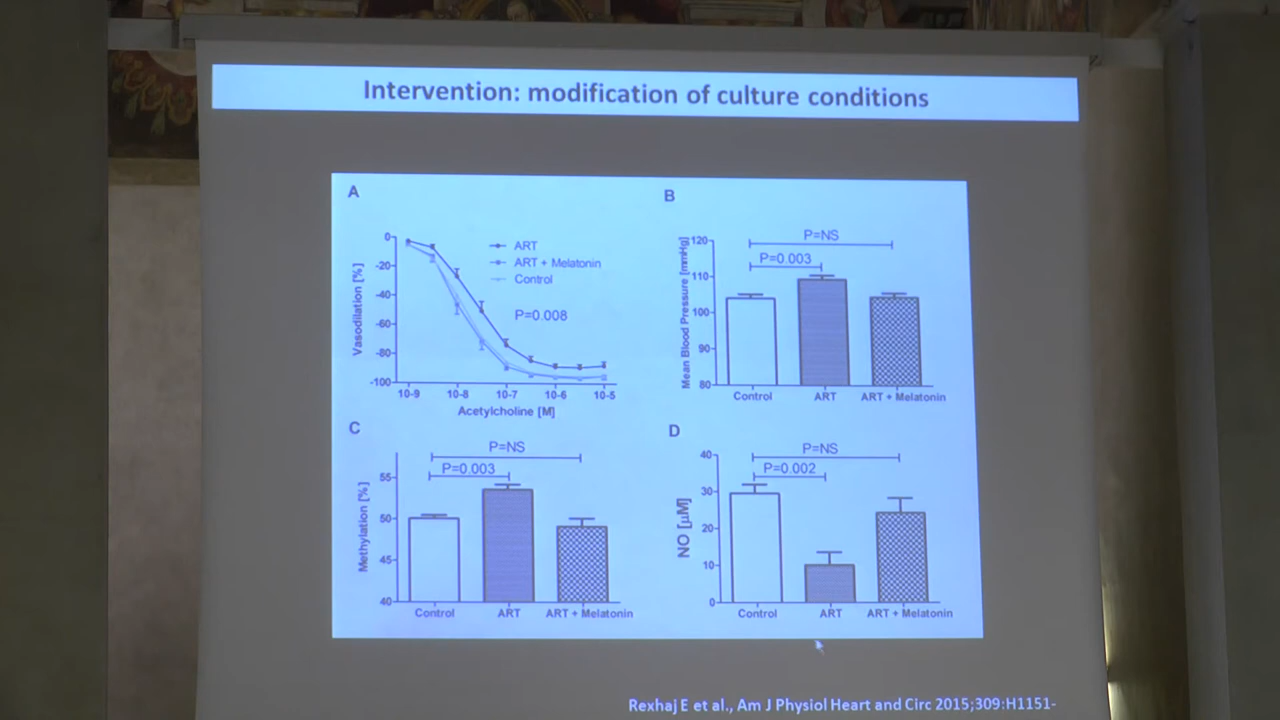 Intervention: modification of culture conditions
A
0
-20
-40
-60
-80
-100
Vasodilation [%]
ART
ART + Melatonin
Control
P=0.008
10-9 10-8 10-7 10-6 10-5
Acetylcholine [M]
B
120
110
100
90
80
Mean Blood Pressure [mmHg]
P=NS
P=0.003
Control ART ART + Melatonin
C
55
50
45
40
Methylation [%]
P=NS
P=0.003
Control ART ART + Melatonin
D
40
30
20
10
0
NO [µM]
P=NS
P=0.002
Control ART ART + Melatonin
Rexhaj E et al., Am J Physiol Heart and Circ 2015;309:H1151-